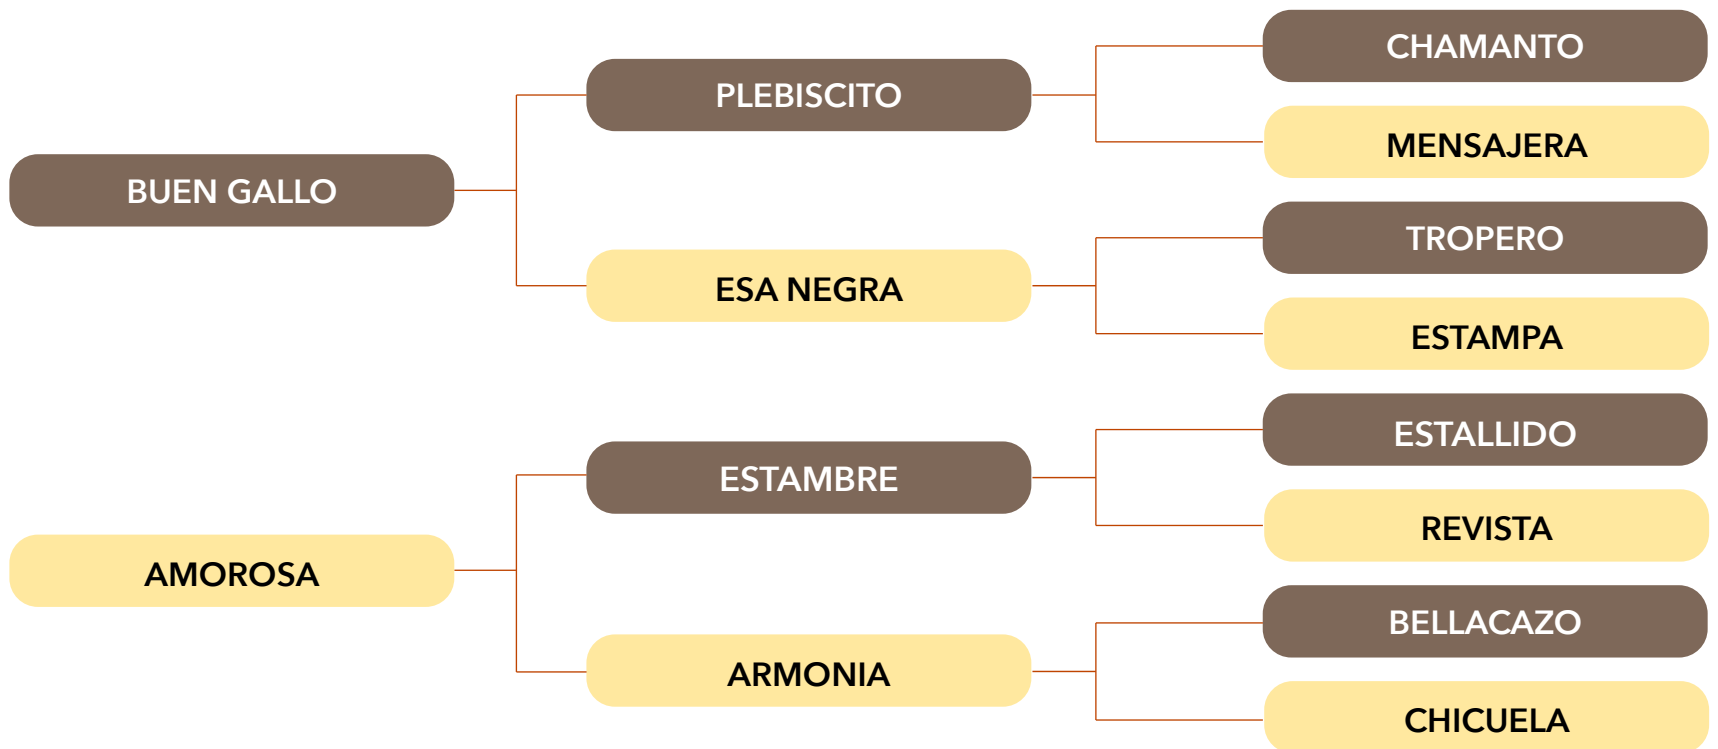 CHAMANTO
PLEBISCITO
MENSAJERA
BUEN GALLO
TROPERO
ESA NEGRA
ESTAMPA
ESTALLIDO
ESTAMBRE
REVISTA
AMOROSA
BELLACAZO
ARMONIA
CHICUELA